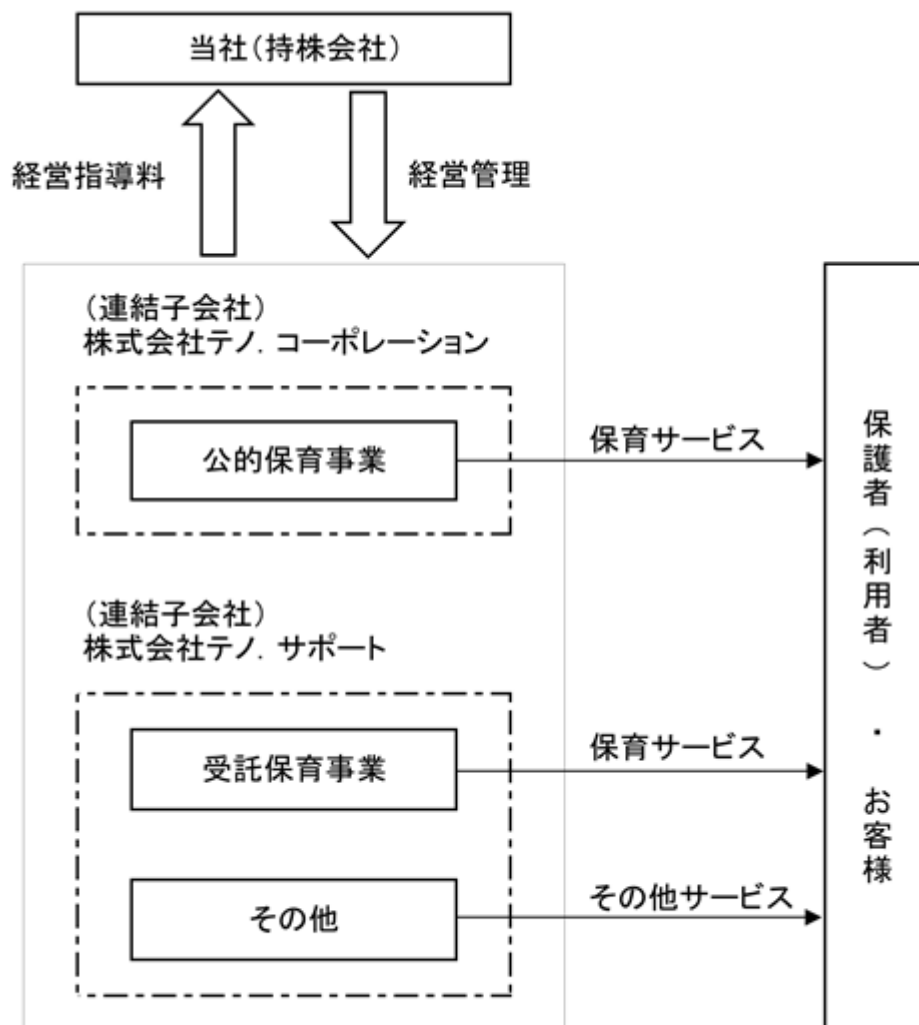 当社(持株会社)
経営指導料
経営管理
(連結子会社)
株式会社テノ．コーポレーション
公的保育事業
保育サービス
(連結子会社)
株式会社テノ．サポート
受託保育事業
保育サービス
その他
その他サービス
保護者(利用者)・お客様